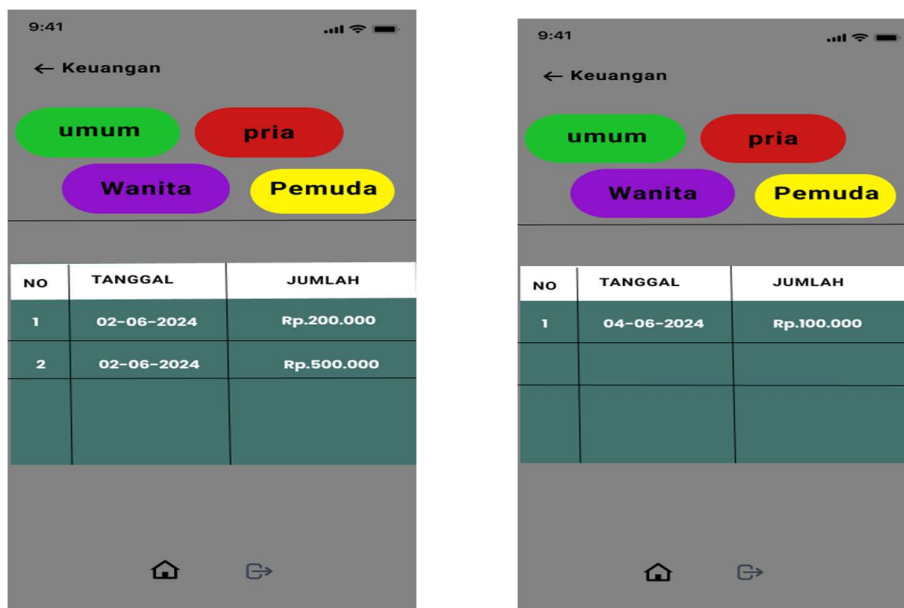 9:41
← Keuangan
umum pria
Wanita Pemuda
NO TANGGAL JUMLAH
1 02-06-2024 Rp.200.000
2 02-06-2024 Rp.500.000
9:41
← Keuangan
umum pria
Wanita Pemuda
NO TANGGAL JUMLAH
1 04-06-2024 Rp.100.000